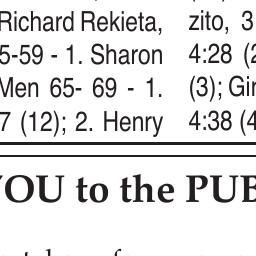 Richard Rekieta,
5-59 - 1. Sharon
Men 65- 69 - 1.
7 (12); 2. Henry
zito, 3
4:28 (2
(3); Gin
4:38 (4
YOU to the PUB